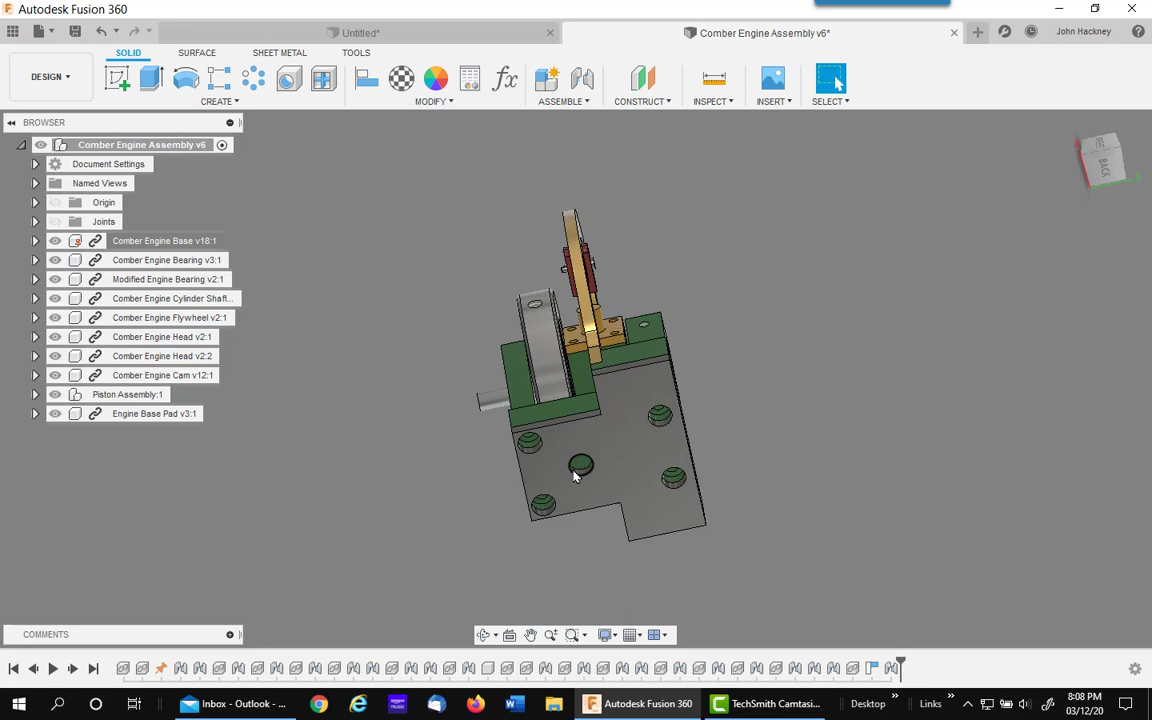 Autodesk Fusion 360
Untitled*
Comber Engine Assembly v6*
John Hackney
SOLID
SURFACE
SHEET METAL
TOOLS
DESIGN
CREATE
MODIFY
ASSEMBLE
CONSTRUCT
INSPECT
INSERT
SELECT
BROWSER
Comber Engine Assembly v6
Document Settings
Named Views
Origin
Joints
Comber Engine Base v18:1
Comber Engine Bearing v3:1
Modified Engine Bearing v2:1
Comber Engine Cylinder Shaft...
Comber Engine Flywheel v2:1
Comber Engine Head v2:1
Comber Engine Head v2:2
Comber Engine Cam v12:1
Piston Assembly:1
Engine Base Pad v3:1
BACK
COMMENTS
Inbox - Outlook - ...
Autodesk Fusion 360
TechSmith Camtasi...
Desktop
Links
8:08 PM
03/12/20